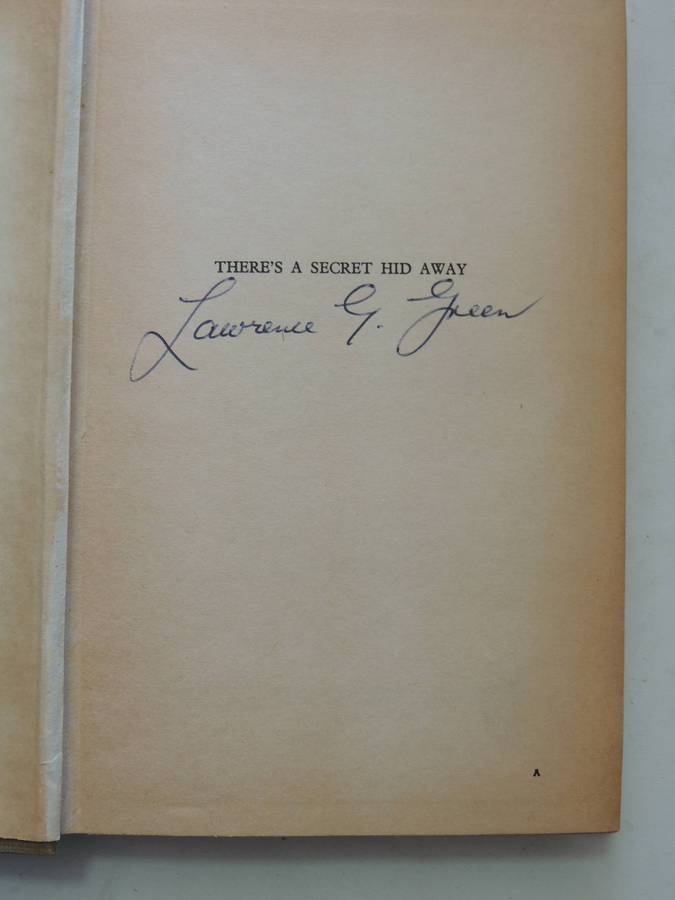 THERE'S A SECRET HID AWAY
Lawrence G. Green
A